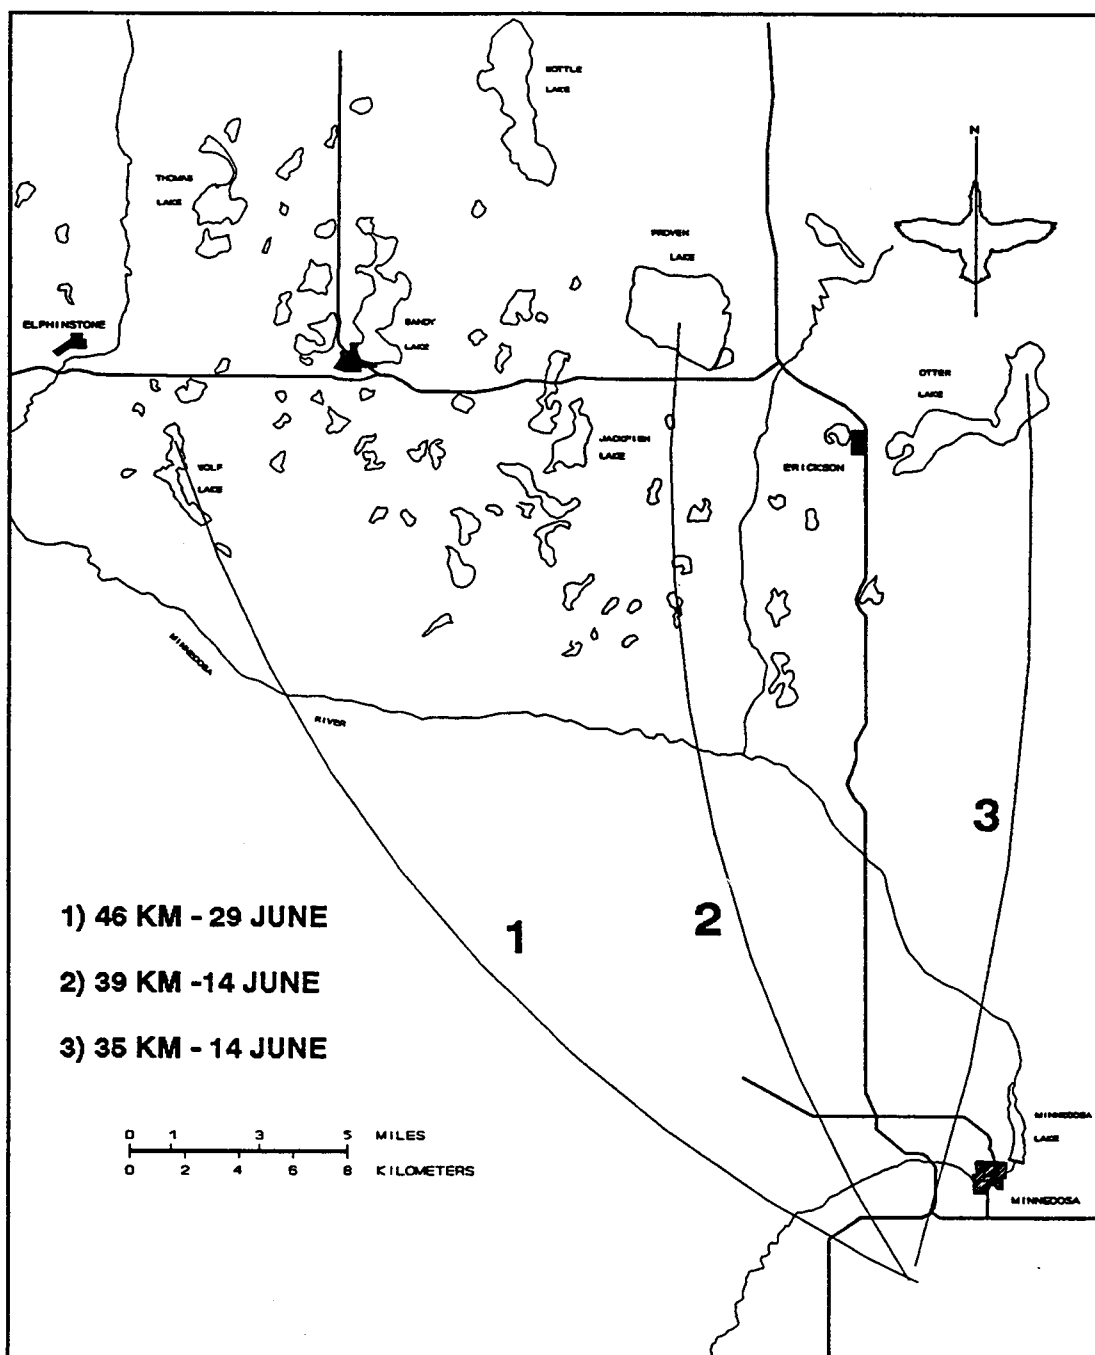 BOTTLE
LAKE
N
THOMAS
LAKE
PROVEN
LAKE
ELPHINSTONE
SANDY
LAKE
OTTER
LAKE
JACKFISH
LAKE
WOLF
LAKE
ERICKSON
MINNEDOSA
RIVER
3
2
1
1) 46 KM - 29 JUNE
2) 39 KM -14 JUNE
3) 35 KM - 14 JUNE
0 1 3 5 MILES
0 2 4 6 8 KILOMETERS
MINNEDOSA
LAKE
MINNEDOSA